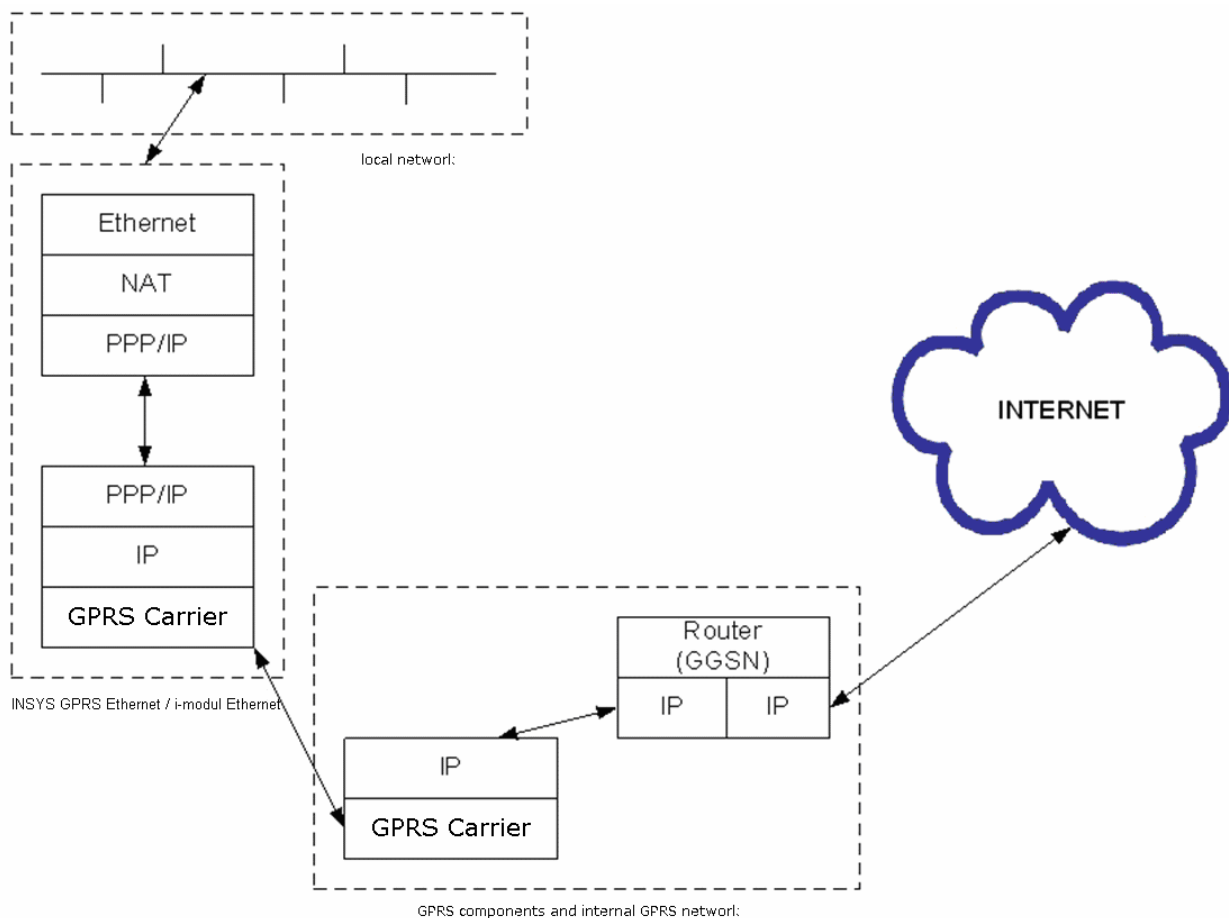 local network:
Ethernet
NAT
PPP/IP
PPP/IP
IP
GPRS Carrier
INSYS GPRS Ethernet / i-modul Ethernet
INTERNET
Router
(GGSN)
IP
IP
IP
GPRS Carrier
GPRS components and internal GPRS network: